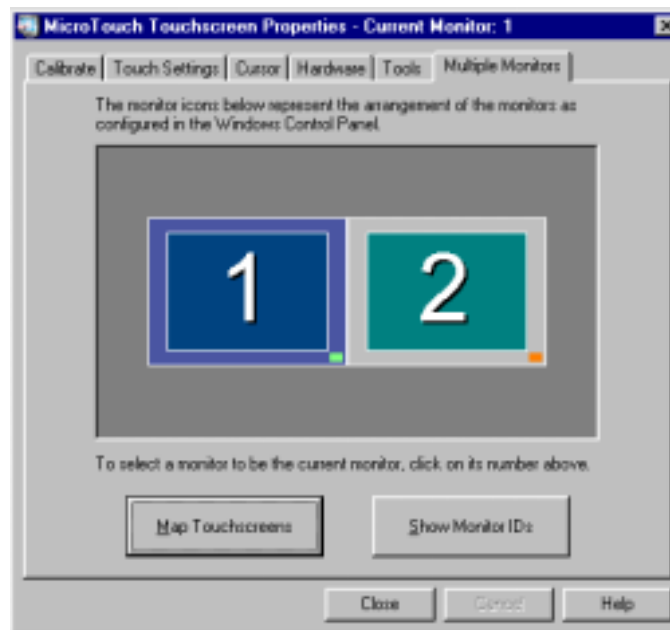 MicroTouch Touchscreen Properties - Current Monitor: 1
Calibrate Touch Settings Cursor Hardware Tools Multiple Monitors
The monitor icons below represent the arrangement of the monitors as
configured in the Windows Control Panel.
1 2
To select a monitor to be the current monitor, click on its number above.
Map Touchscreens Show Monitor IDs
Close Cancel Help